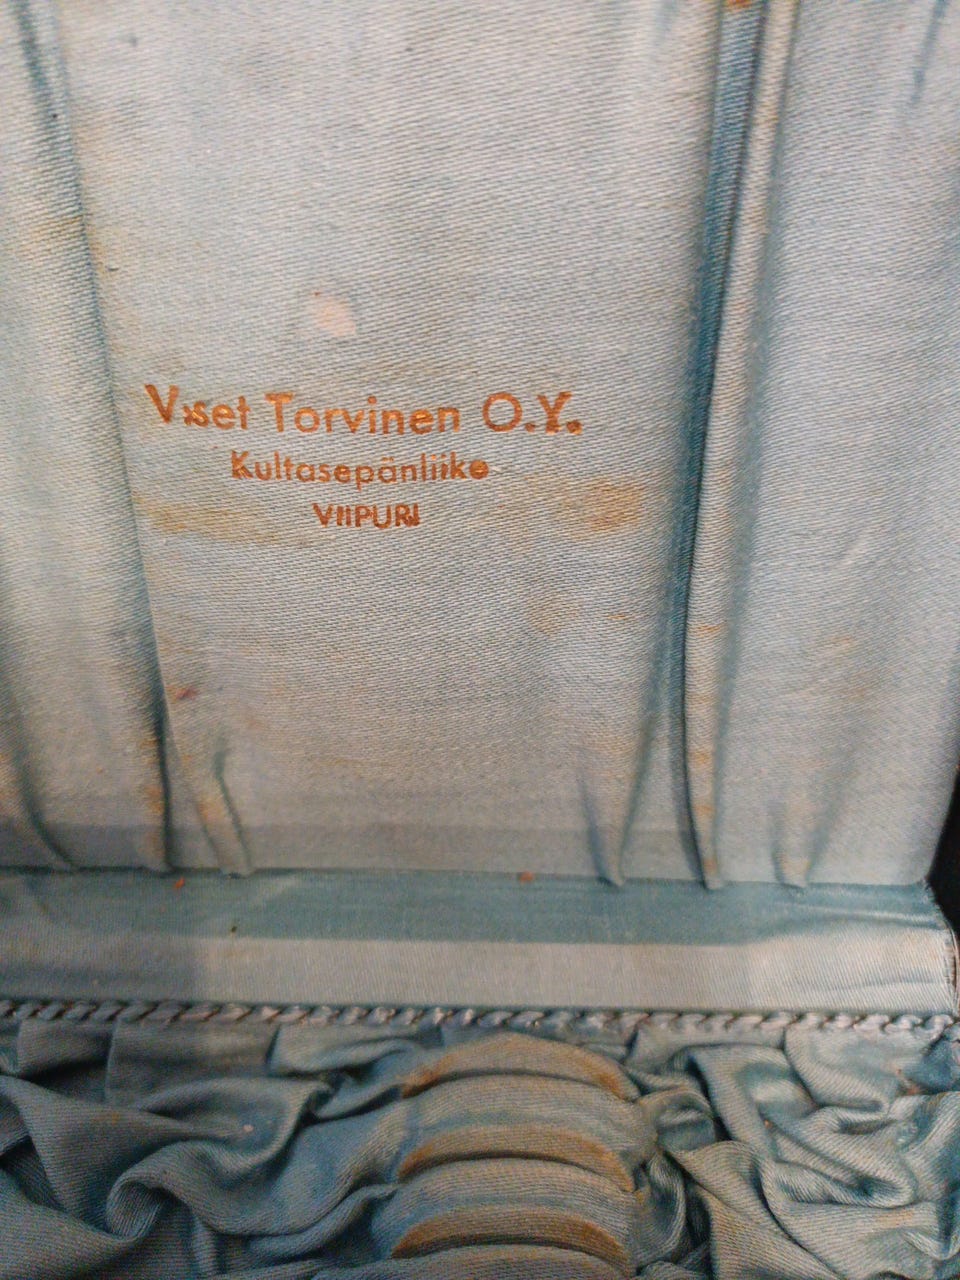 V:set Torvinen O.Y.
Kultasepänliike
VIIPURI